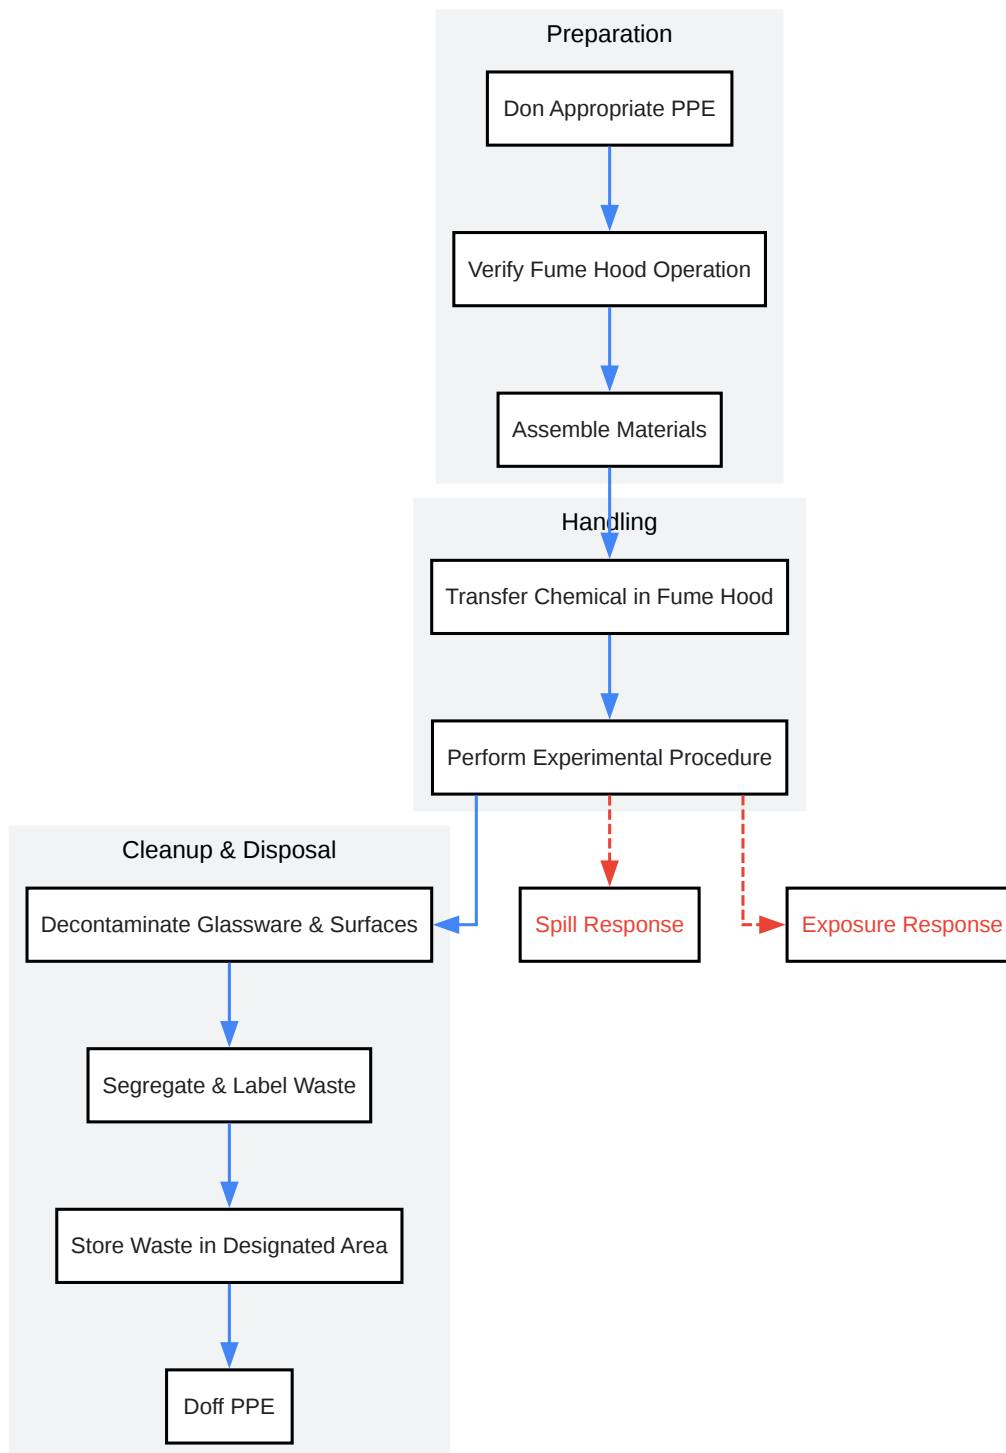 Preparation
Don Appropriate PPE
Verify Fume Hood Operation
Assemble Materials
Handling
Transfer Chemical in Fume Hood
Perform Experimental Procedure
Cleanup & Disposal
Decontaminate Glassware & Surfaces
Spill Response
Exposure Response
Segregate & Label Waste
Store Waste in Designated Area
Doff PPE